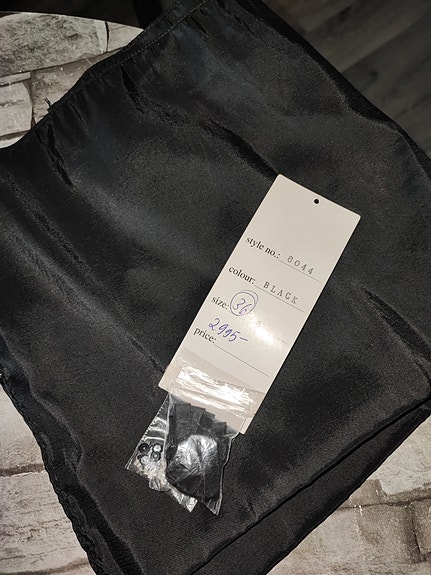 style no.: 6044
colour: BLACK
size: 36
price: 2995-